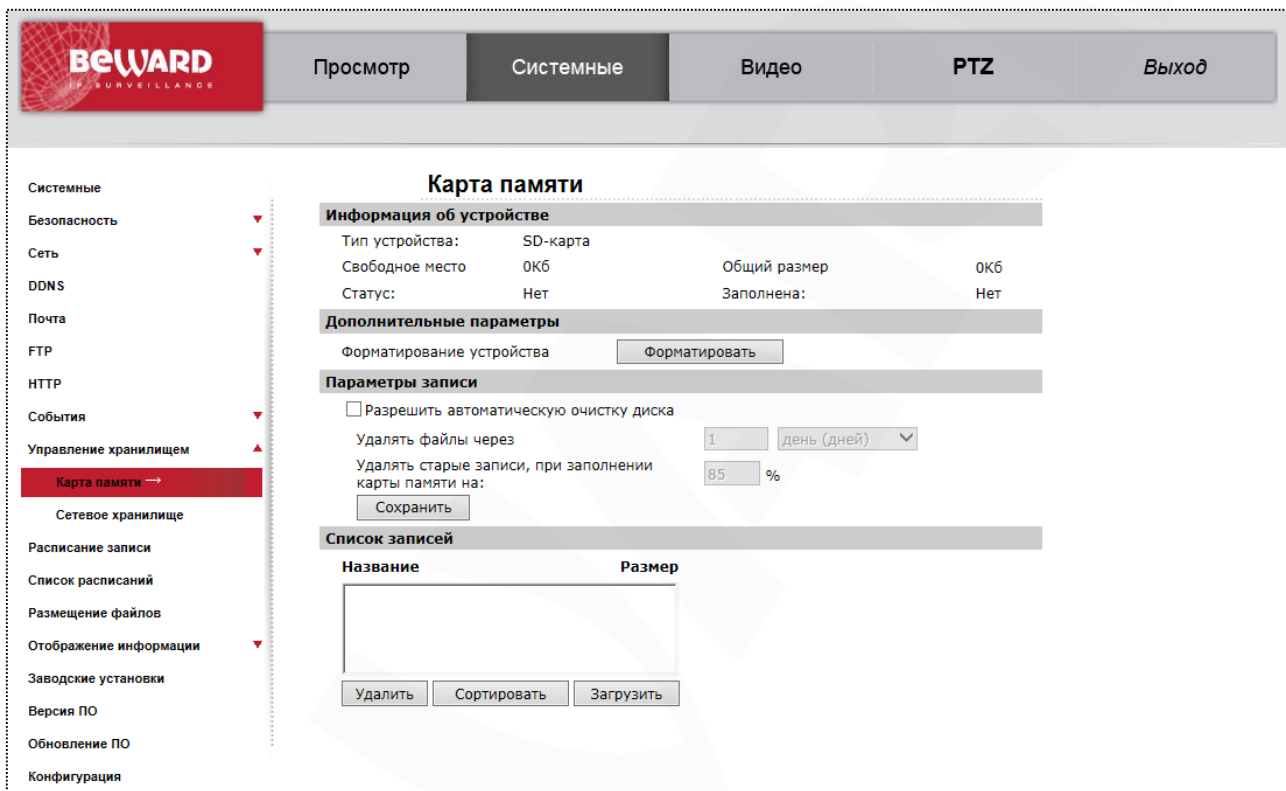 BEWARD
IP SURVEILLANCE
Просмотр
Системные
Видео
PTZ
Выход
Системные
Безопасность
Сеть
DDNS
Почта
FTP
HTTP
События
Управление хранилищем
Карта памяти →
Сетевое хранилище
Расписание записи
Список расписаний
Размещение файлов
Отображение информации
Заводские установки
Версия ПО
Обновление ПО
Конфигурация
Карта памяти
Информация об устройстве
Тип устройства: SD-карта
Свободное место 0Кб Общий размер 0Кб
Статус: Нет Заполнена: Нет
Дополнительные параметры
Форматирование устройства Форматировать
Параметры записи
Разрешить автоматическую очистку диска
Удалять файлы через 1 день (дней)
Удалять старые записи, при заполнении
карты памяти на: 85 %
Сохранить
Список записей
Название Размер
Удалить Сортировать Загрузить